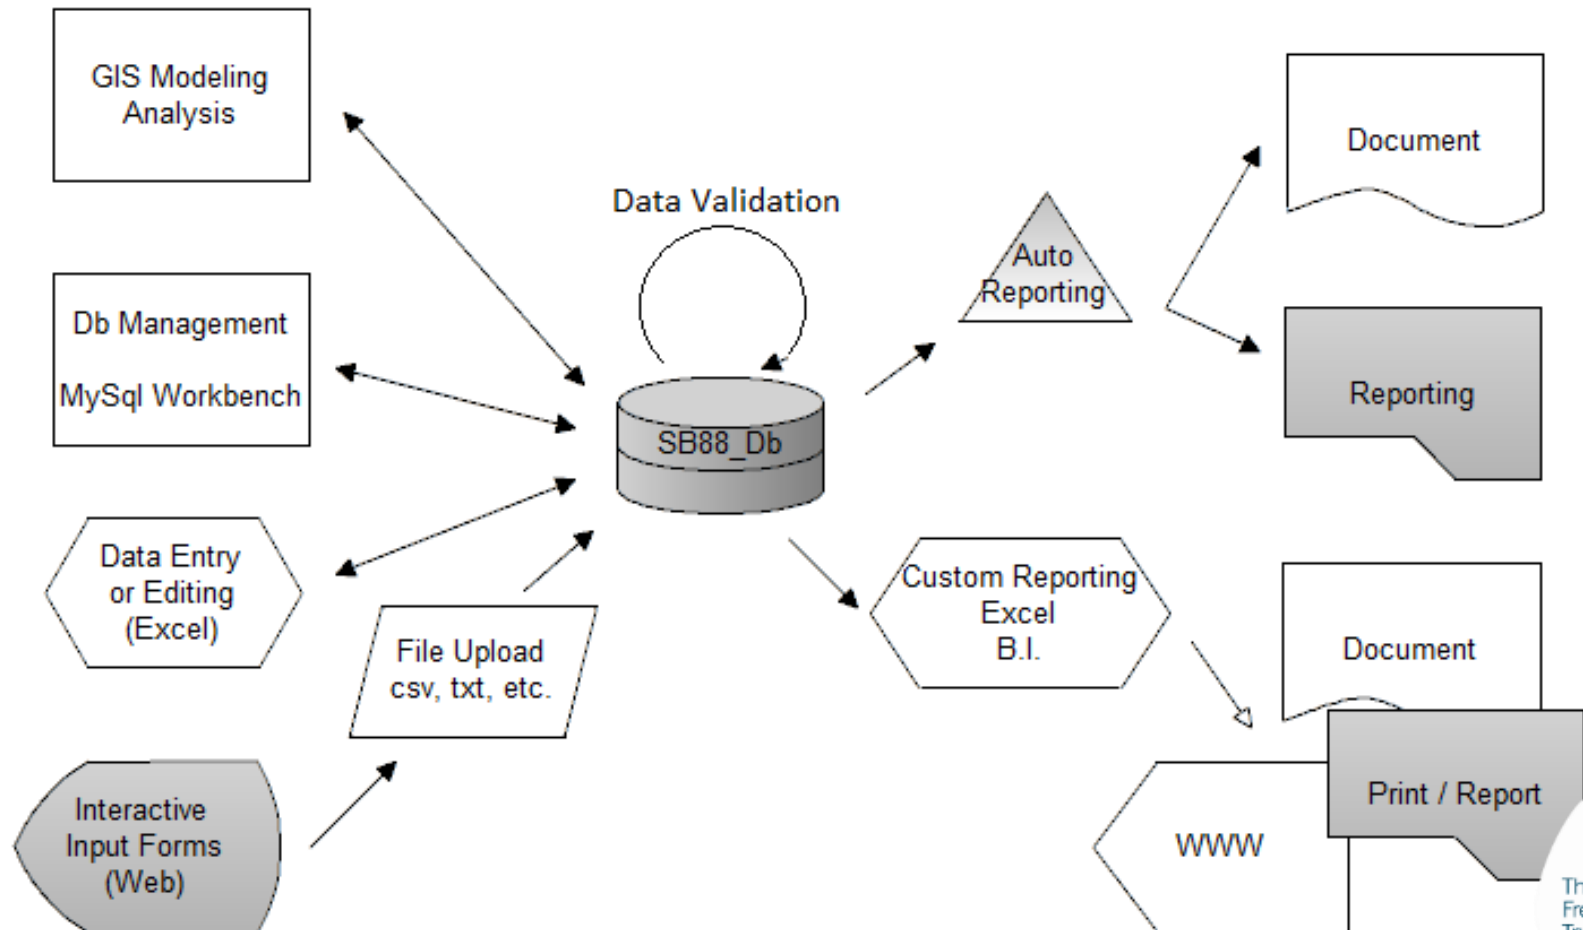 GIS Modeling
Analysis
Db Management
MySql Workbench
Data Entry
or Editing
(Excel)
File Upload
csv, txt, etc.
Interactive
Input Forms
(Web)
Data Validation
SB88_Db
Auto
Reporting
Custom Reporting
Excel
B.I.
Document
Reporting
Document
Print / Report
WWW